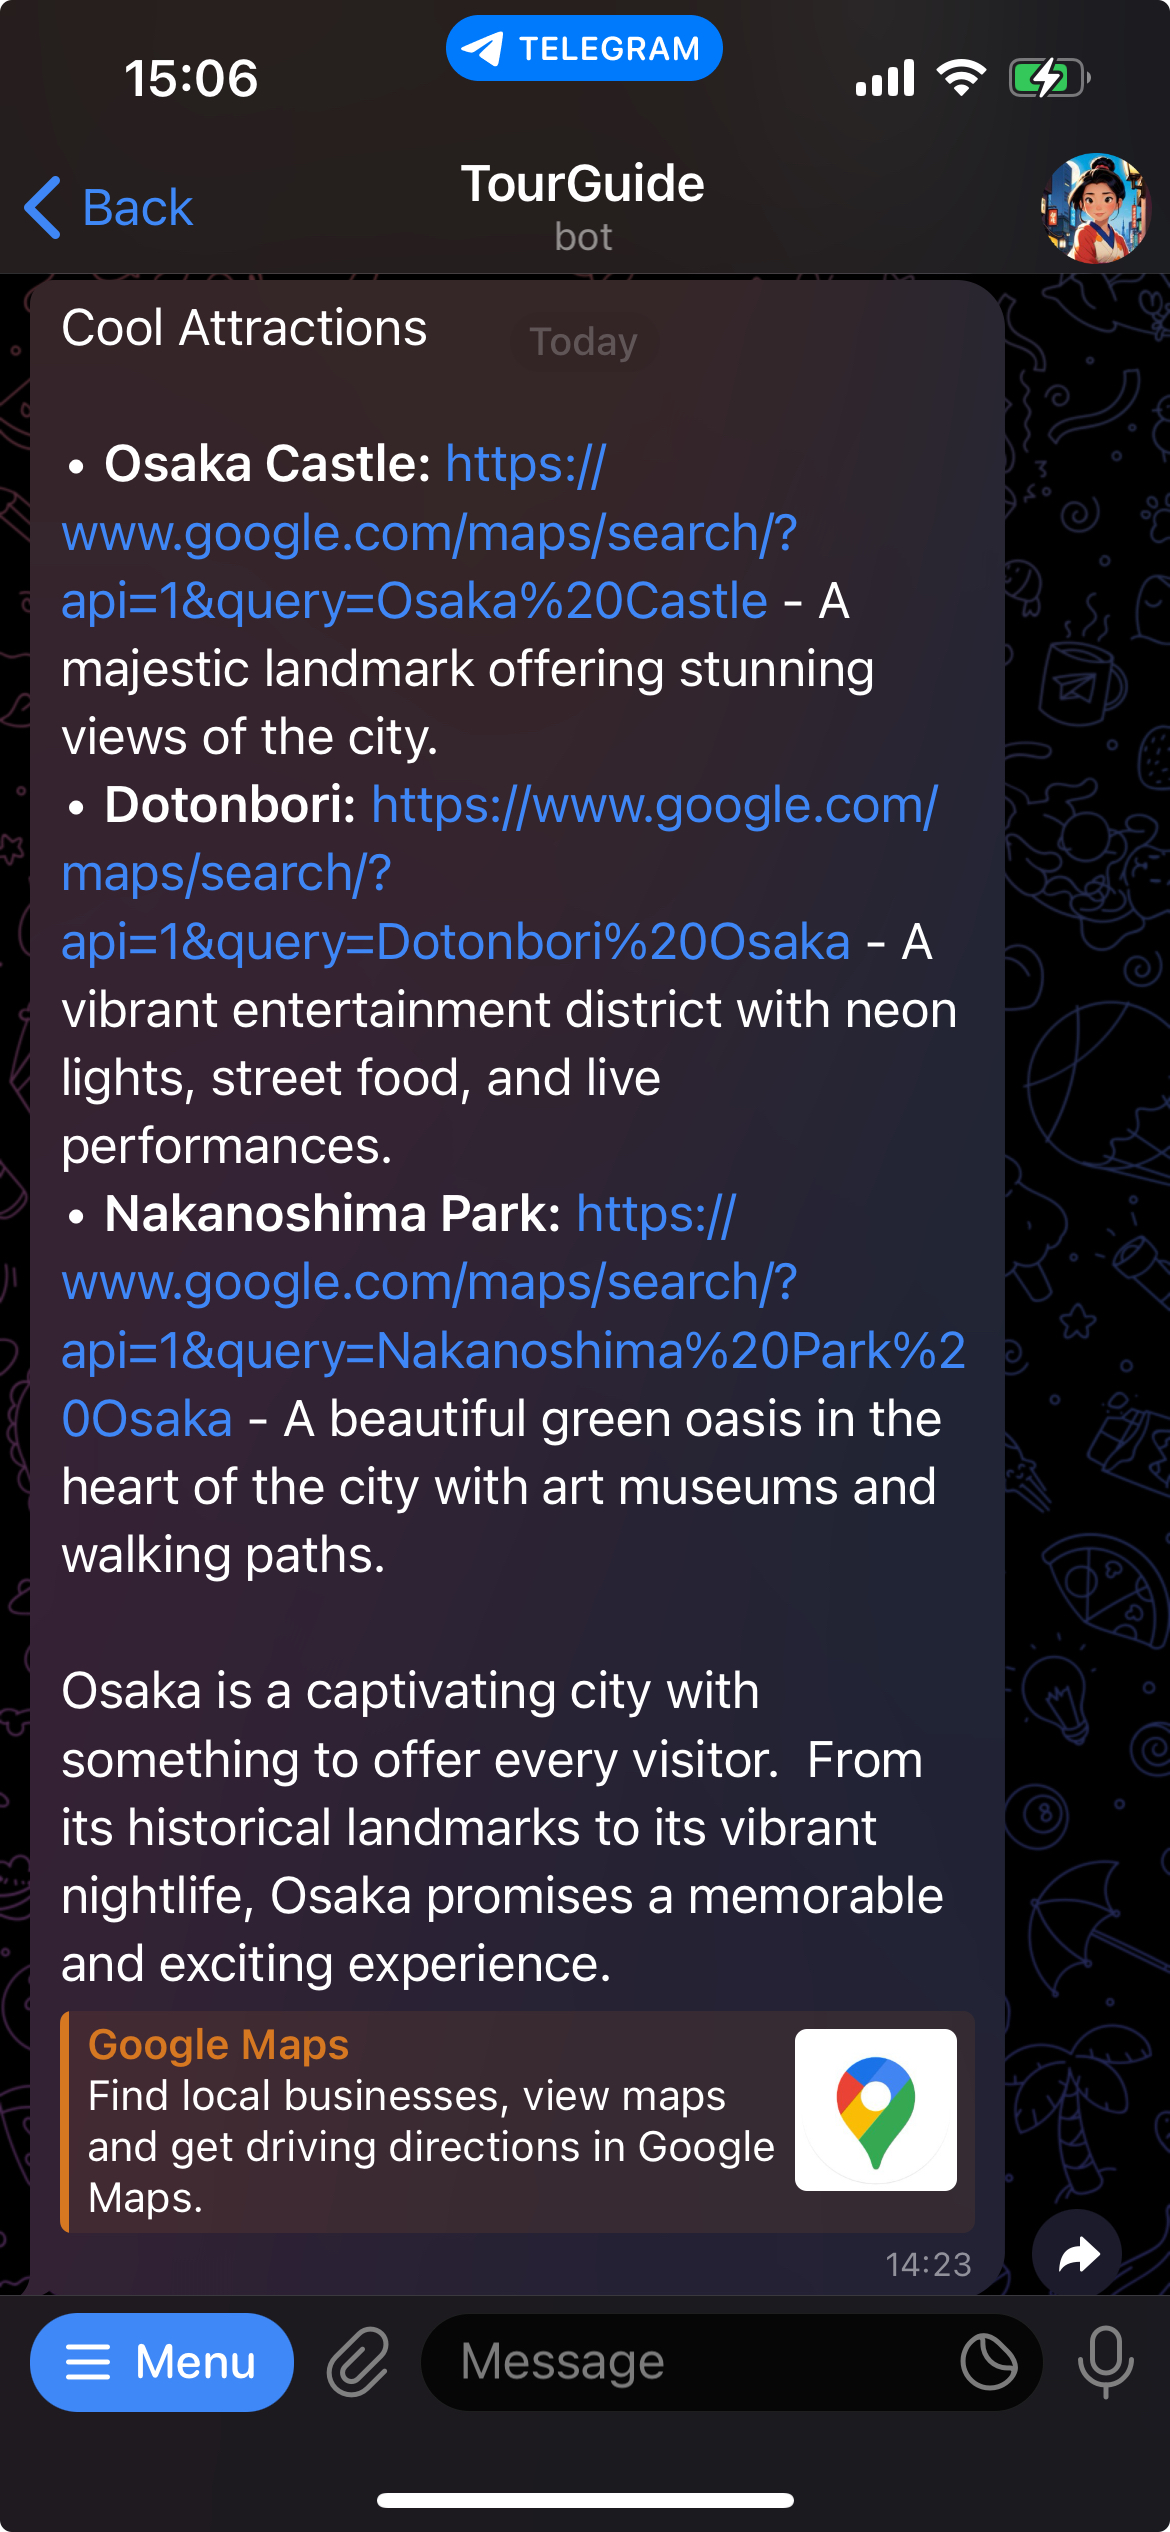 15:06
TELEGRAM
Back
TourGuide
bot
Today
Cool Attractions
• Osaka Castle: https://
www.google.com/maps/search/?
api=1&query=Osaka%20Castle - A
majestic landmark offering stunning
views of the city.
• Dotonbori: https://www.google.com/
maps/search/?
api=1&query=Dotonbori%20Osaka - A
vibrant entertainment district with neon
lights, street food, and live
performances.
• Nakanoshima Park: https://
www.google.com/maps/search/?
api=1&query=Nakanoshima%20Park%2
0Osaka - A beautiful green oasis in the
heart of the city with art museums and
walking paths.
Osaka is a captivating city with
something to offer every visitor.  From
its historical landmarks to its vibrant
nightlife, Osaka promises a memorable
and exciting experience.
Google Maps
Find local businesses, view maps
and get driving directions in Google
Maps.
14:23
Menu
Message